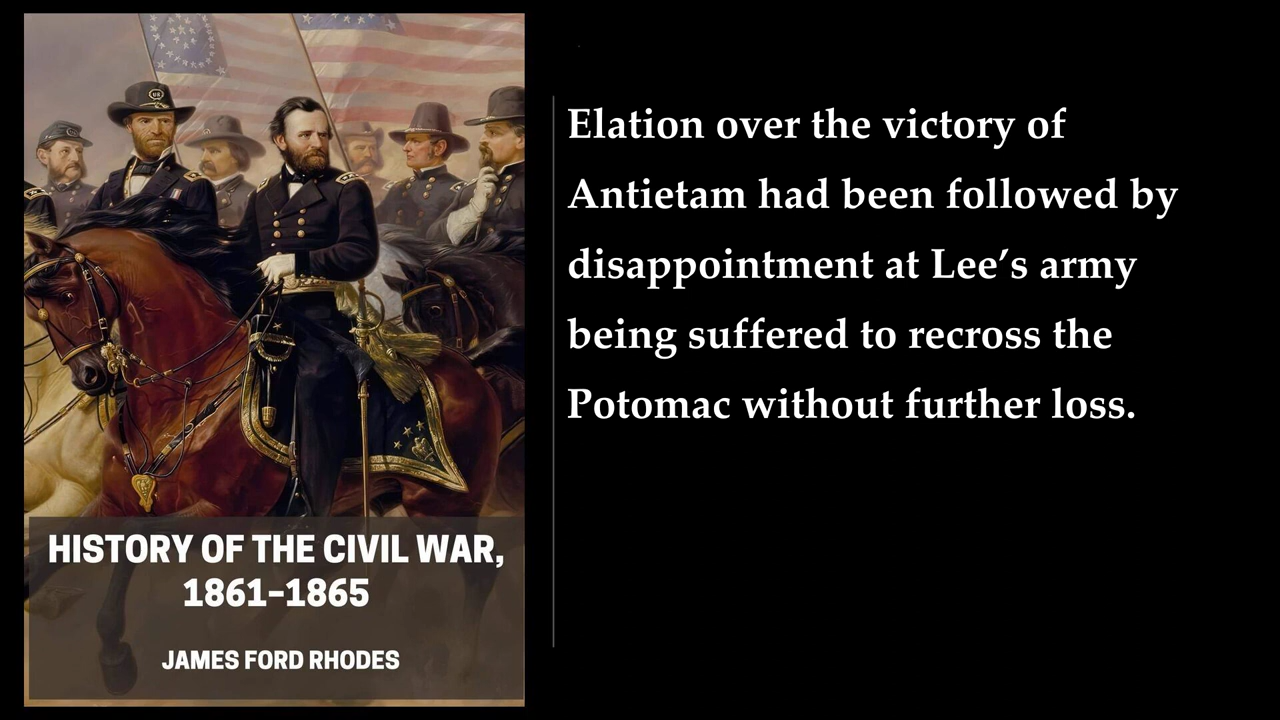 HISTORY OF THE CIVIL WAR,
1861–1865
JAMES FORD RHODES
Elation over the victory of
Antietam had been followed by
disappointment at Lee’s army
being suffered to recross the
Potomac without further loss.